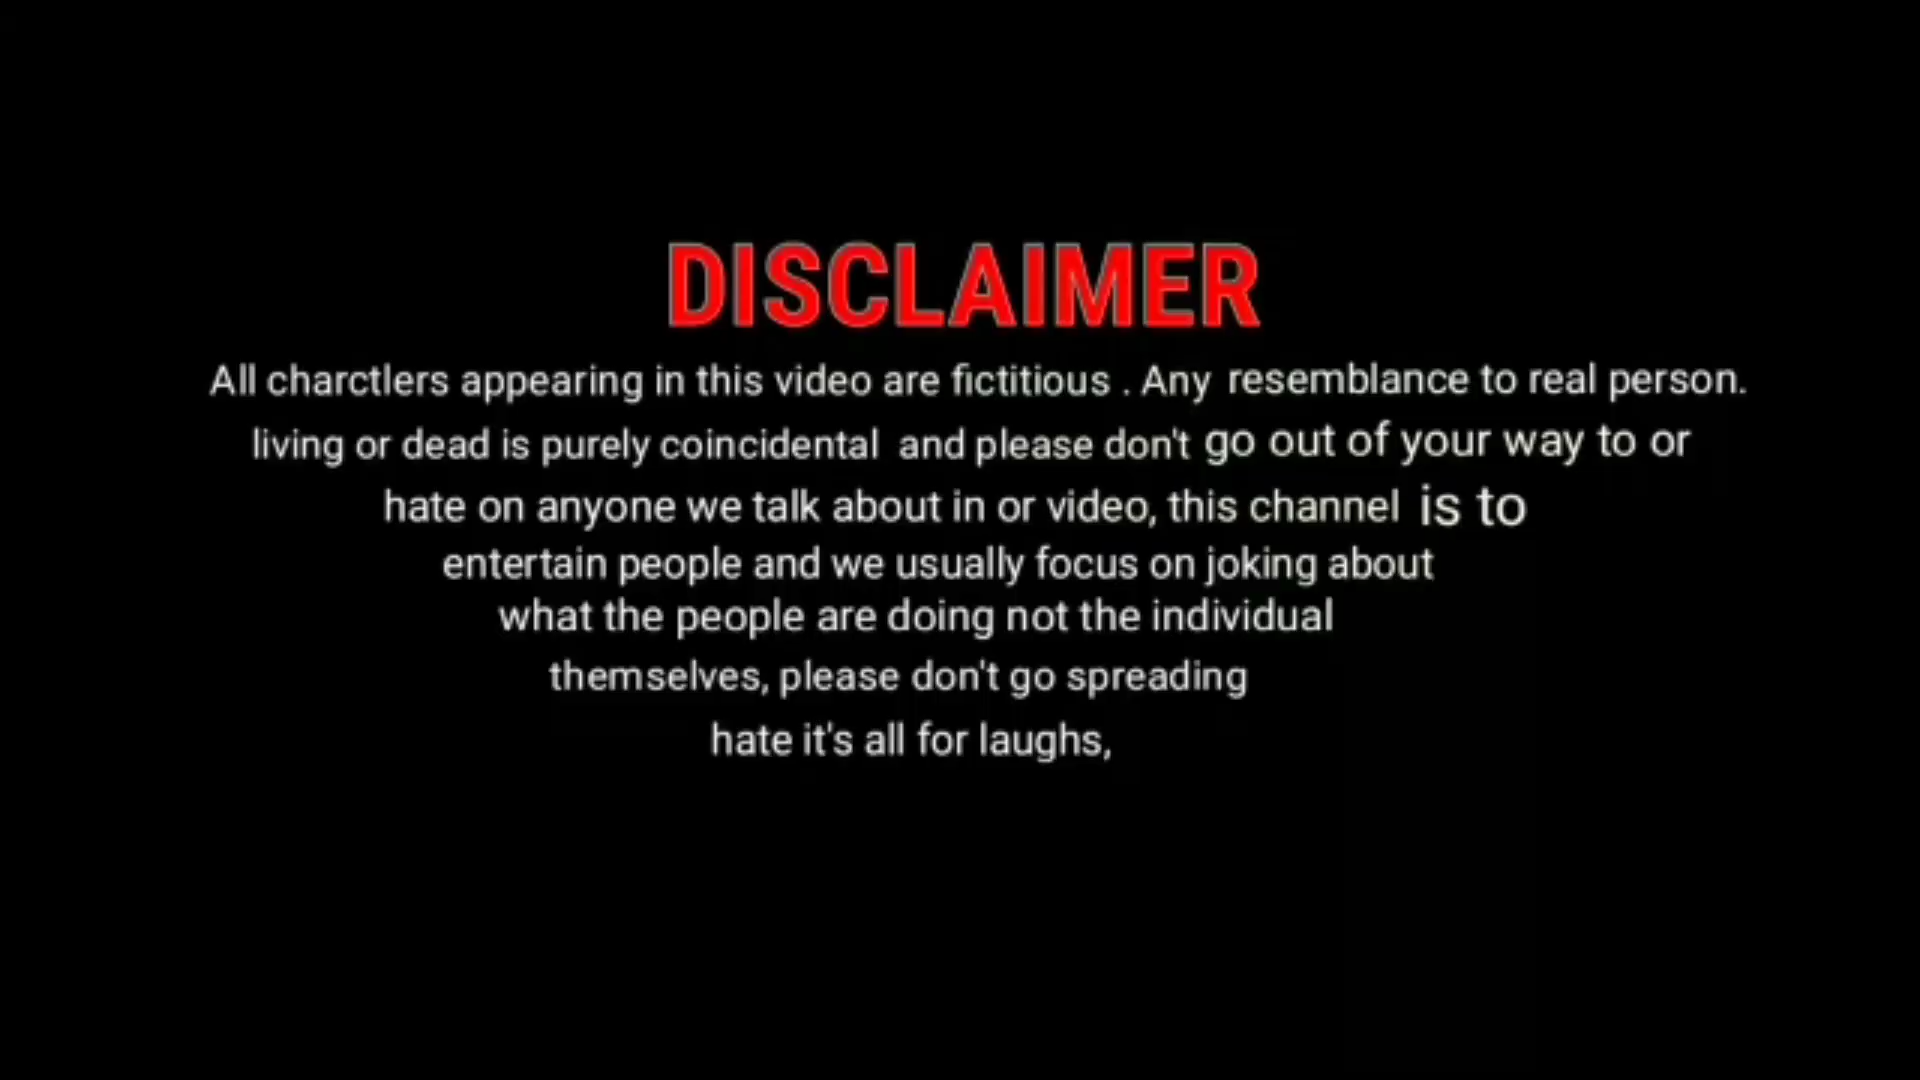 DISCLAIMER
All charctlers appearing in this video are fictitious . Any resemblance to real person.
living or dead is purely coincidental and please don't go out of your way to or
hate on anyone we talk about in or video, this channel is to
entertain people and we usually focus on joking about
what the people are doing not the individual
themselves, please don't go spreading
hate it's all for laughs,